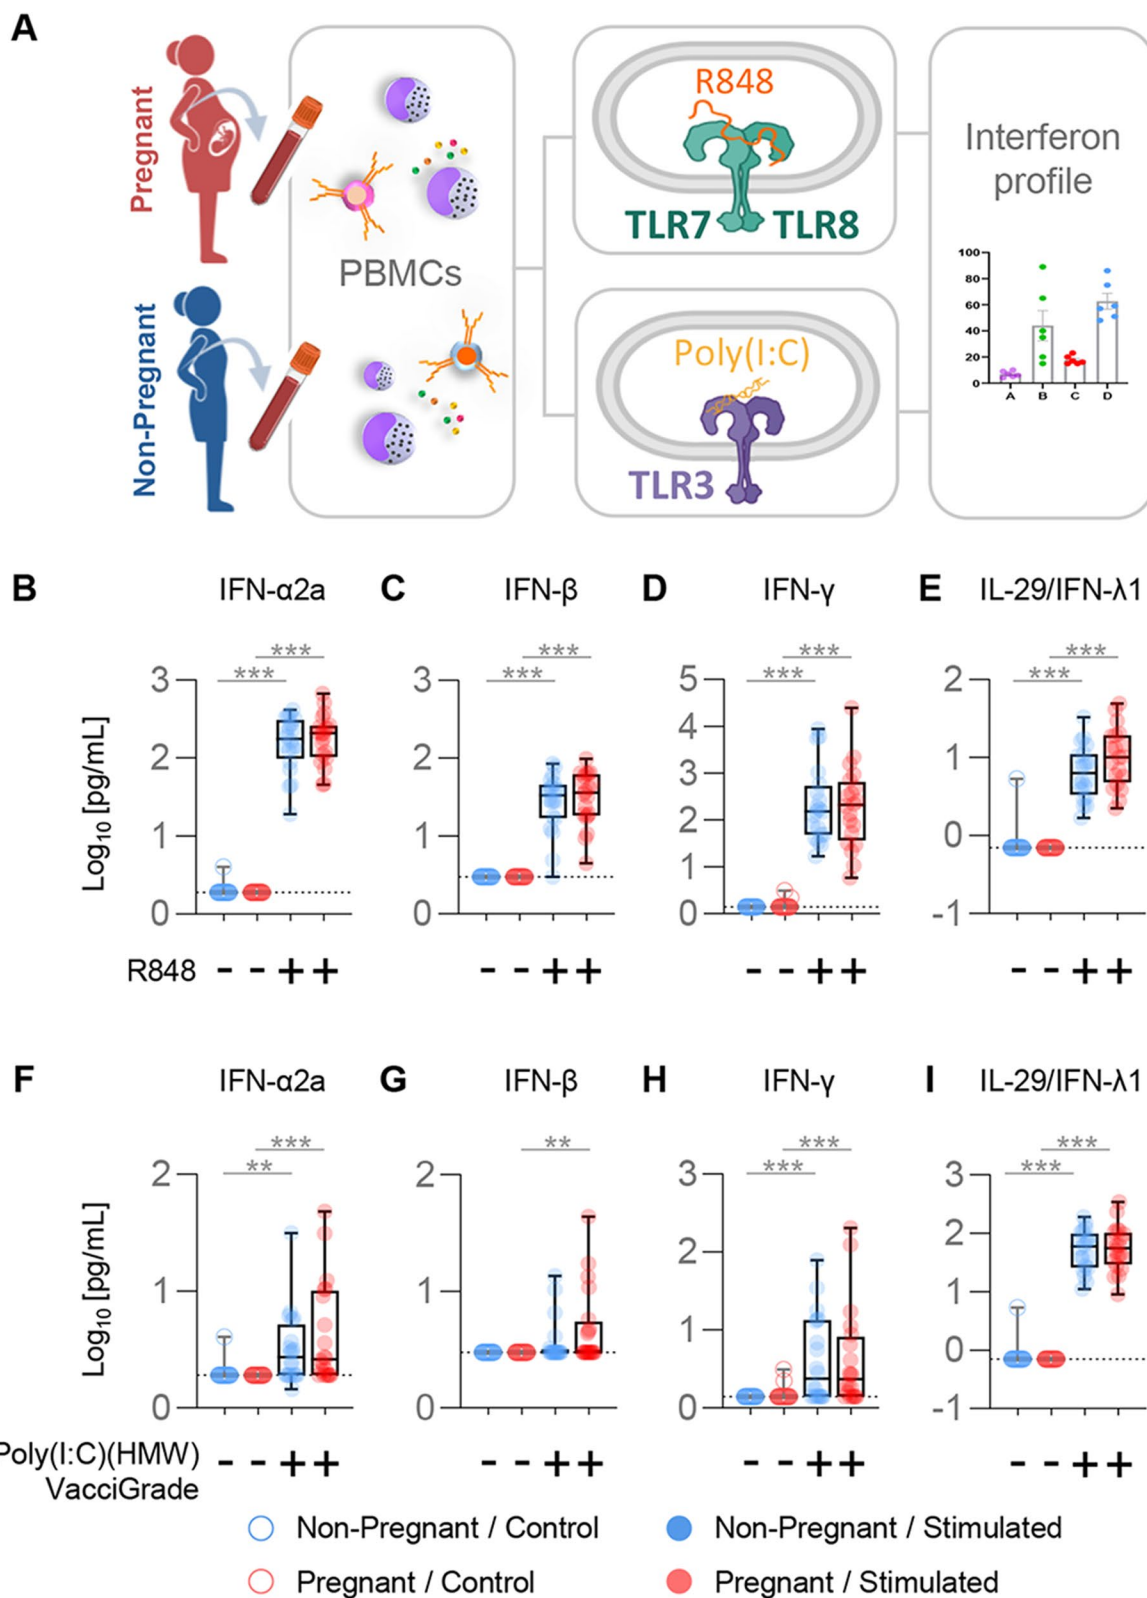 A
Pregnant
Non-Pregnant
PBMCs
R848
TLR7 TLR8
Poly(I:C)
TLR3
Interferon
profile
100
80
60
40
20
0
A B C D
B IFN-α2a C IFN-β D IFN-γ E IL-29/IFN-λ1
*** *** *** *** *** *** *** ***
Log₁₀ [pg/mL]
3 2 1 0
3 2 1 0
5 4 3 2 1 0
2 1 0 -1
R848 - - + + - - + + - - + + - - + +
F IFN-α2a G IFN-β H IFN-γ I IL-29/IFN-λ1
** *** ** *** *** *** ***
Log₁₀ [pg/mL]
2 1 0
2 1 0
3 2 1 0
3 2 1 0 -1
Poly(I:C)(HMW)
VacciGrade - - + + - - + + - - + + - - + +
Non-Pregnant / Control Non-Pregnant / Stimulated
Pregnant / Control Pregnant / Stimulated